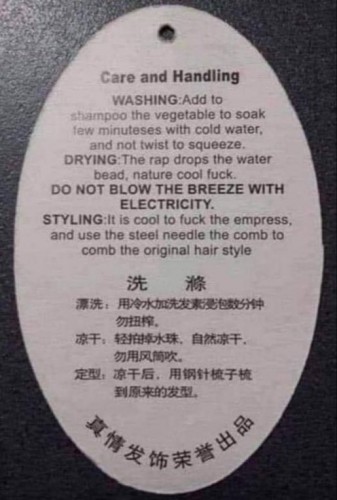 Care and Handling
WASHING:Add to
shampoo the vegetable to soak
few minuteses with cold water,
and not twist to squeeze.
DRYING:The rap drops the water
bead, nature cool fuck.
DO NOT BLOW THE BREEZE WITH
ELECTRICITY.
STYLING:It is cool to fuck the empress,
and use the steel needle the comb to
comb the original hair style
洗 滌
漂洗：用冷水加洗发素浸泡数分钟
勿扭榨。
凉干：轻拍掉水珠、自然凉干、
勿用风筒吹。
定型：凉干后、用钢针梳子梳
到原来的发型。
真情发饰荣誉出品